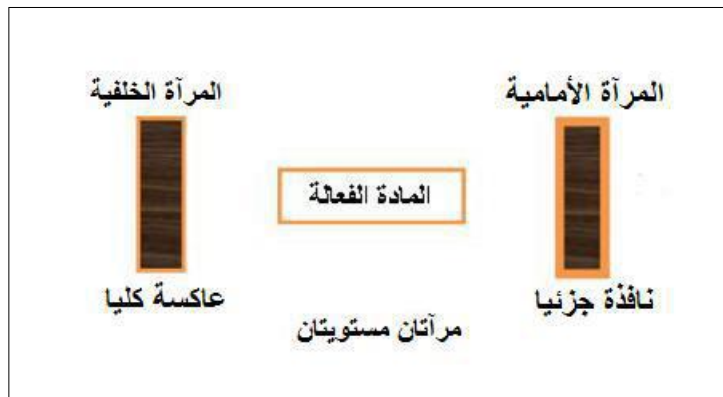 المرآة الأمامية
المرآة الخلفية
المادة الفعالة
نافذة جزئيا
عاكسة كليا
مرآتان مستويتان